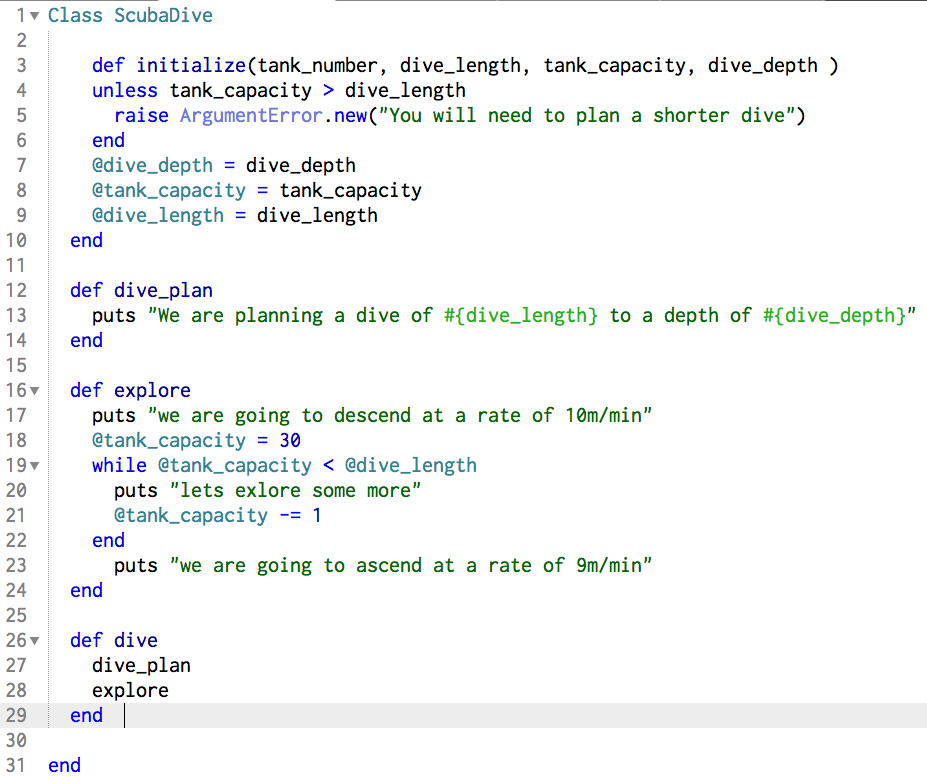 1 Class ScubaDive
2
3     def initialize(tank_number, dive_length, tank_capacity, dive_depth )
4     unless tank_capacity > dive_length
5       raise ArgumentError.new("You will need to plan a shorter dive")
6     end
7     @dive_depth = dive_depth
8     @tank_capacity = tank_capacity
9     @dive_length = dive_length
10   end
11
12   def dive_plan
13     puts "We are planning a dive of #{dive_length} to a depth of #{dive_depth}"
14   end
15
16   def explore
17     puts "we are going to descend at a rate of 10m/min"
18     @tank_capacity = 30
19     while @tank_capacity < @dive_length
20       puts "lets exlore some more"
21       @tank_capacity -= 1
22     end
23       puts "we are going to ascend at a rate of 9m/min"
24   end
25
26   def dive
27     dive_plan
28     explore
29   end
30
31 end